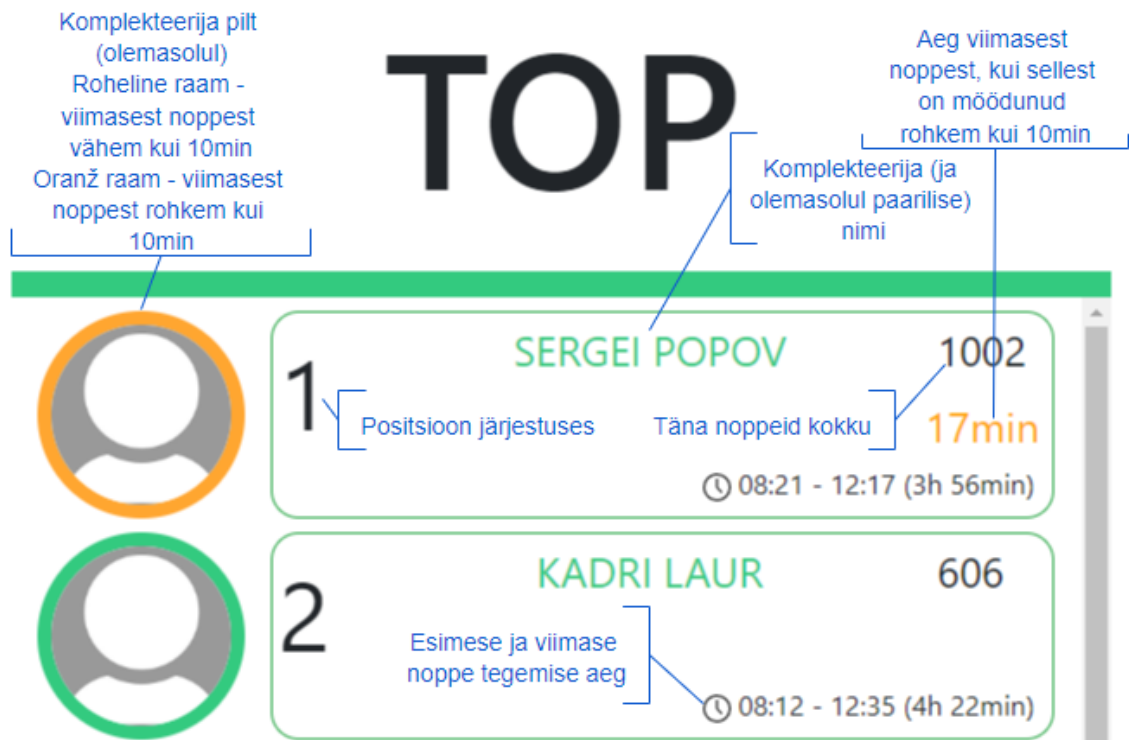 Komplekteerija pilt
(olemasolul)
Roheline raam -
viimasest noppest
vähem kui 10min
Oranž raam - viimasest
noppest rohkem kui
10min
TOP
Aeg viimasest
noppest, kui sellest
on möödunud
rohkem kui 10min
Komplekteerija (ja
olemasolul paarilise)
nimi
1
SERGEI POPOV
1002
Positsioon järjestuses
Täna noppeid kokku
17min
08:21 - 12:17 (3h 56min)
2
KADRI LAUR
606
Esimese ja viimase
noppe tegemise aeg
08:12 - 12:35 (4h 22min)